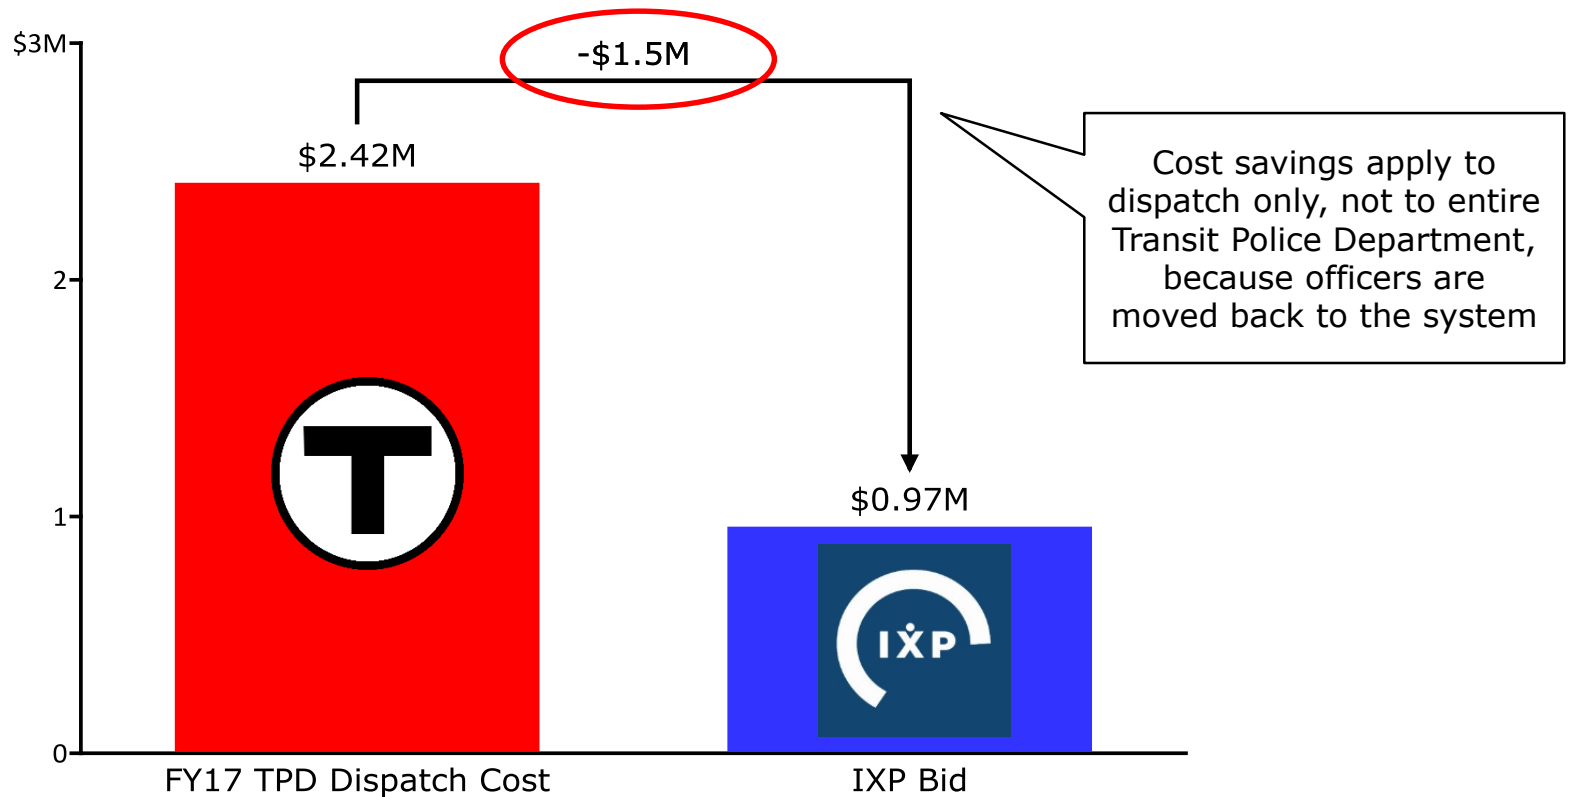 $3M
-$1.5M
$2.42M
Cost savings apply to
dispatch only, not to entire
Transit Police Department,
because officers are
moved back to the system
2
T
1
$0.97M
IXP
0
FY17 TPD Dispatch Cost
IXP Bid